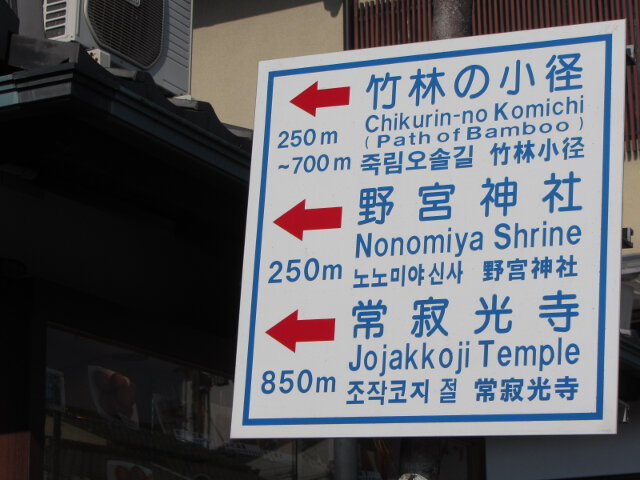 竹林の小径
250m Chikurin-no Komichi
(Path of Bamboo)
~700m 죽림오솔길 竹林小径
野宮神社
Nonomiya Shrine
250m 노노미야신사 野宮神社
常寂光寺
Jojakkoji Temple
850m 조작코지 절 常寂光寺